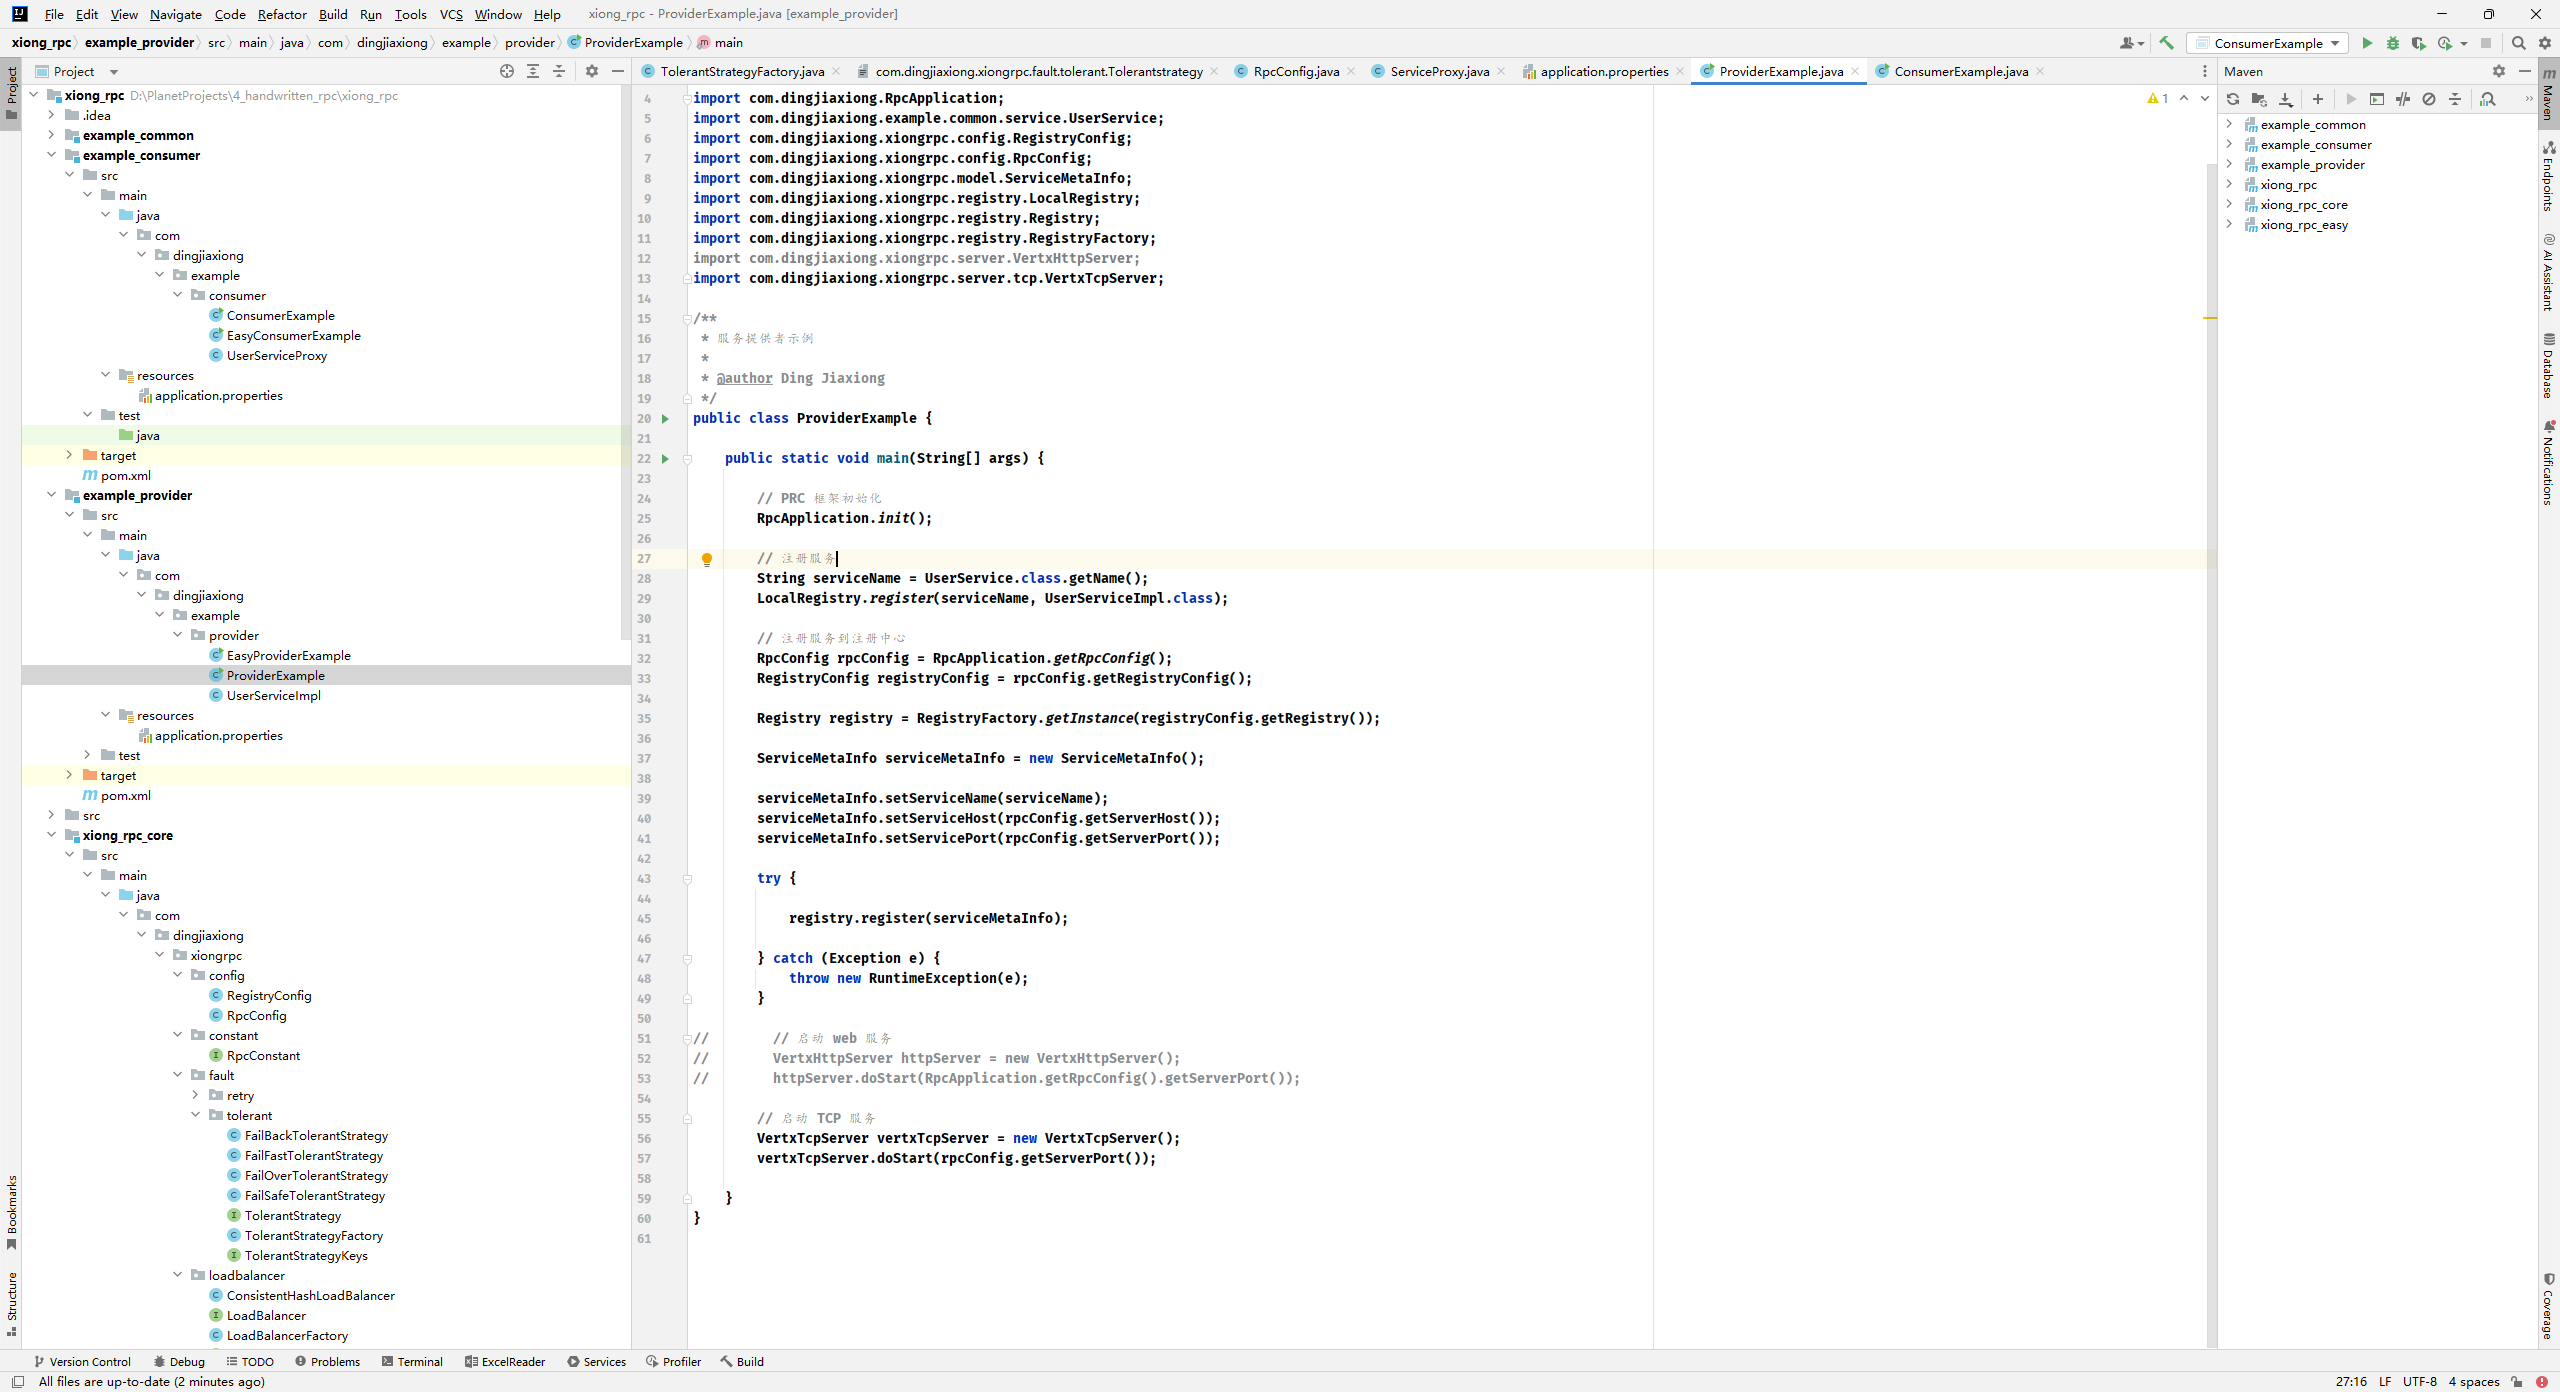 File Edit View Navigate Code Refactor Build Run Tools VCS Window Help xiong_rpc - ProviderExample.java [example_provider]
xiong_rpc example_provider src main java com dingjiaxiong example provider ProviderExample main
ConsumerExample
Project
TolerantStrategyFactory.java com.dingjiaxiong.xiongrpc.fault.tolerant.Tolerantstrategy RpcConfig.java ServiceProxy.java application.properties ProviderExample.java ConsumerExample.java
Maven
Project
xiong_rpc D:\PlanetProjects\4_handwritten_rpc\xiong_rpc
.idea
example_common
example_consumer
src
main
java
com
dingjiaxiong
example
consumer
ConsumerExample
EasyConsumerExample
UserServiceProxy
resources
application.properties
test
java
target
pom.xml
example_provider
src
main
java
com
dingjiaxiong
example
provider
EasyProviderExample
ProviderExample
UserServiceImpl
resources
application.properties
test
target
pom.xml
src
xiong_rpc_core
src
main
java
com
dingjiaxiong
xiongrpc
config
RegistryConfig
RpcConfig
constant
RpcConstant
fault
retry
tolerant
FailBackTolerantStrategy
FailFastTolerantStrategy
FailOverTolerantStrategy
FailSafeTolerantStrategy
TolerantStrategy
TolerantStrategyFactory
TolerantStrategyKeys
loadbalancer
ConsistentHashLoadBalancer
LoadBalancer
LoadBalancerFactory
Bookmarks
Structure
4 import com.dingjiaxiong.RpcApplication;
5 import com.dingjiaxiong.example.common.service.UserService;
6 import com.dingjiaxiong.xiongrpc.config.RegistryConfig;
7 import com.dingjiaxiong.xiongrpc.config.RpcConfig;
8 import com.dingjiaxiong.xiongrpc.model.ServiceMetaInfo;
9 import com.dingjiaxiong.xiongrpc.registry.LocalRegistry;
10 import com.dingjiaxiong.xiongrpc.registry.Registry;
11 import com.dingjiaxiong.xiongrpc.registry.RegistryFactory;
12 import com.dingjiaxiong.xiongrpc.server.VertxHttpServer;
13 import com.dingjiaxiong.xiongrpc.server.tcp.VertxTcpServer;
14
15 /**
16 * 服务提供者示例
17 *
18 * @author Ding Jiaxiong
19 */
20 public class ProviderExample {
21
22 public static void main(String[] args) {
23
24 // PRC 框架初始化
25 RpcApplication.init();
26
27 // 注册服务
28 String serviceName = UserService.class.getName();
29 LocalRegistry.register(serviceName, UserServiceImpl.class);
30
31 // 注册服务到注册中心
32 RpcConfig rpcConfig = RpcApplication.getRpcConfig();
33 RegistryConfig registryConfig = rpcConfig.getRegistryConfig();
34
35 Registry registry = RegistryFactory.getInstance(registryConfig.getRegistry());
36
37 ServiceMetaInfo serviceMetaInfo = new ServiceMetaInfo();
38
39 serviceMetaInfo.setServiceName(serviceName);
40 serviceMetaInfo.setServiceHost(rpcConfig.getServerHost());
41 serviceMetaInfo.setServicePort(rpcConfig.getServerPort());
42
43 try {
44
45 registry.register(serviceMetaInfo);
46
47 } catch (Exception e) {
48 throw new RuntimeException(e);
49 }
50
51 // // 启动 web 服务
52 // VertxHttpServer httpServer = new VertxHttpServer();
53 // httpServer.doStart(RpcApplication.getRpcConfig().getServerPort());
54
55 // 启动 TCP 服务
56 VertxTcpServer vertxTcpServer = new VertxTcpServer();
57 vertxTcpServer.doStart(rpcConfig.getServerPort());
58
59 }
60 }
61
1
example_common
example_consumer
example_provider
xiong_rpc
xiong_rpc_core
xiong_rpc_easy
Maven
Endpoints
AI Assistant
Database
Notifications
Coverage
Version Control Debug TODO Problems Terminal ExcelReader Services Profiler Build
All files are up-to-date (2 minutes ago)
27:16 LF UTF-8 4 spaces